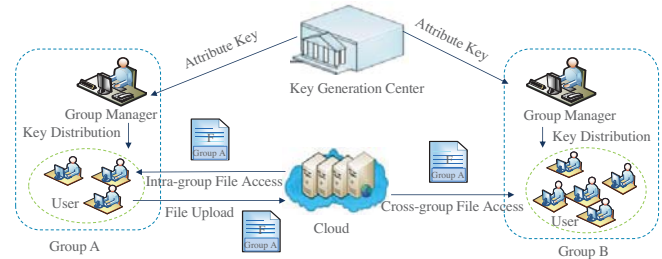 Attribute Key
Attribute Key
Key Generation Center
Group Manager
Group Manager
Key Distribution
Key Distribution
F
Group A
F
Group A
Intra-group File Access
User
File Upload
Cross-group File Access
User
F
Group A
Cloud
Group A
Group B